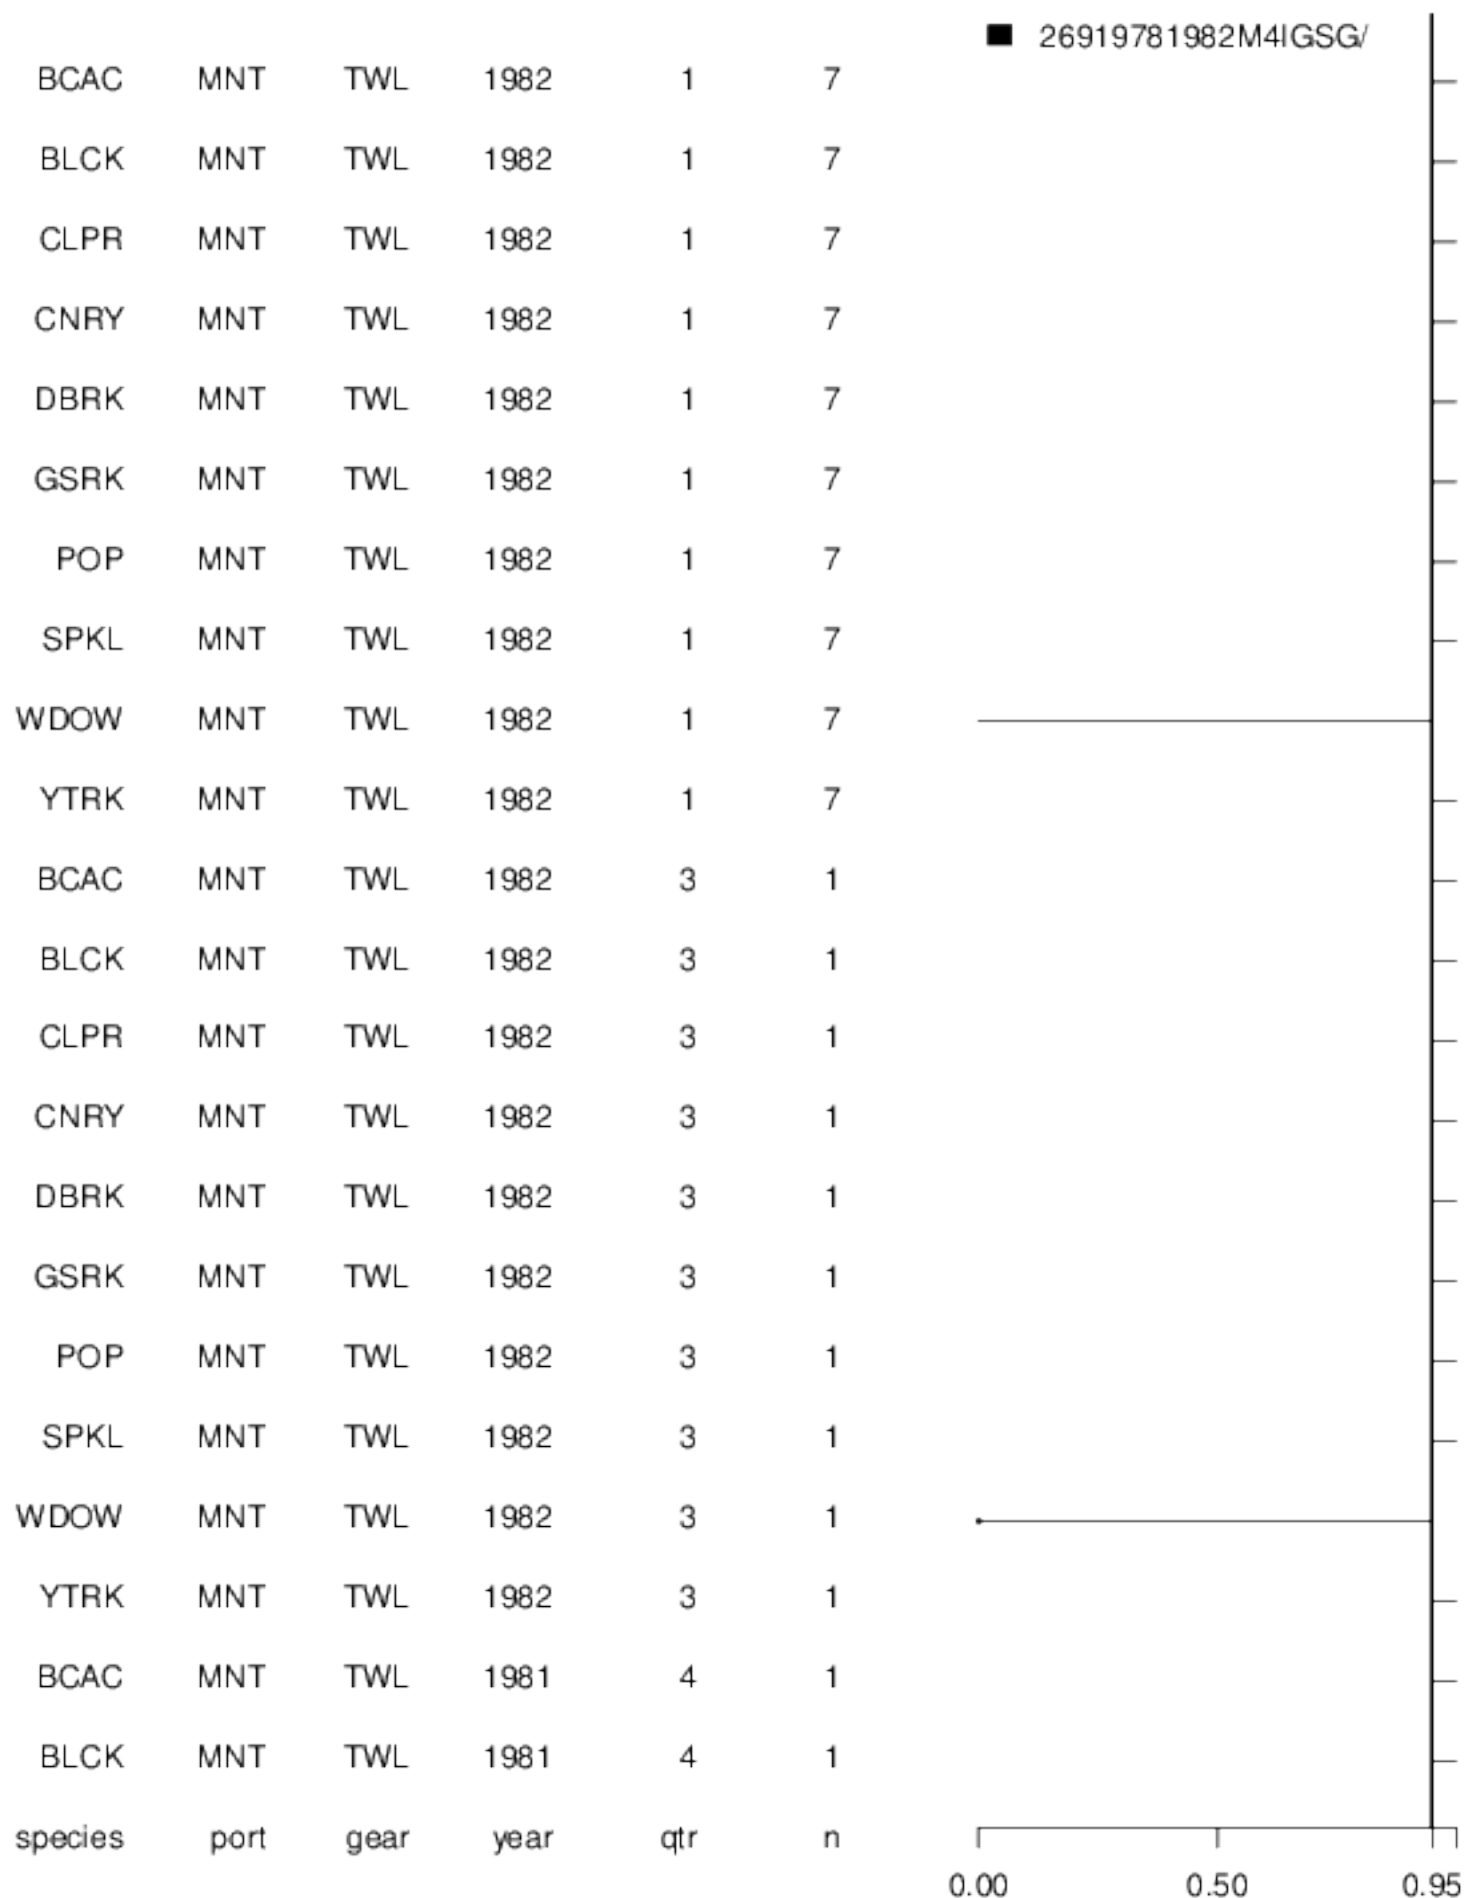 26919781982M4IGSG/
BCAC MNT TWL 1982 1 7
BLCK MNT TWL 1982 1 7
CLPR MNT TWL 1982 1 7
CNRY MNT TWL 1982 1 7
DBRK MNT TWL 1982 1 7
GSRK MNT TWL 1982 1 7
POP MNT TWL 1982 1 7
SPKL MNT TWL 1982 1 7
WDOW MNT TWL 1982 1 7
YTRK MNT TWL 1982 1 7
BCAC MNT TWL 1982 3 1
BLCK MNT TWL 1982 3 1
CLPR MNT TWL 1982 3 1
CNRY MNT TWL 1982 3 1
DBRK MNT TWL 1982 3 1
GSRK MNT TWL 1982 3 1
POP MNT TWL 1982 3 1
SPKL MNT TWL 1982 3 1
WDOW MNT TWL 1982 3 1
YTRK MNT TWL 1982 3 1
BCAC MNT TWL 1981 4 1
BLCK MNT TWL 1981 4 1
species port gear year qtr n
0.00 0.50 0.95